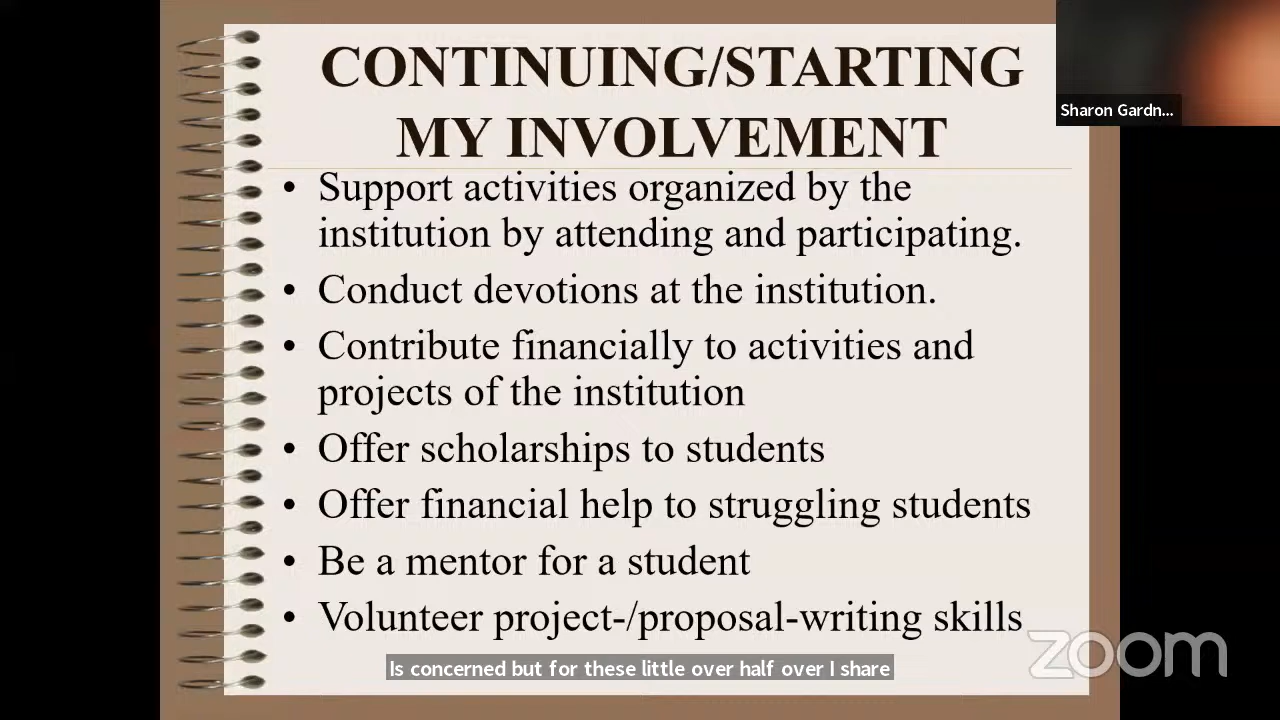 CONTINUING/STARTING
MY INVOLVEMENT
Sharon Gardn...
• Support activities organized by the
institution by attending and participating.
• Conduct devotions at the institution.
• Contribute financially to activities and
projects of the institution
• Offer scholarships to students
• Offer financial help to struggling students
• Be a mentor for a student
• Volunteer project-/proposal-writing skills
zoom
Is concerned but for these little over half over I share